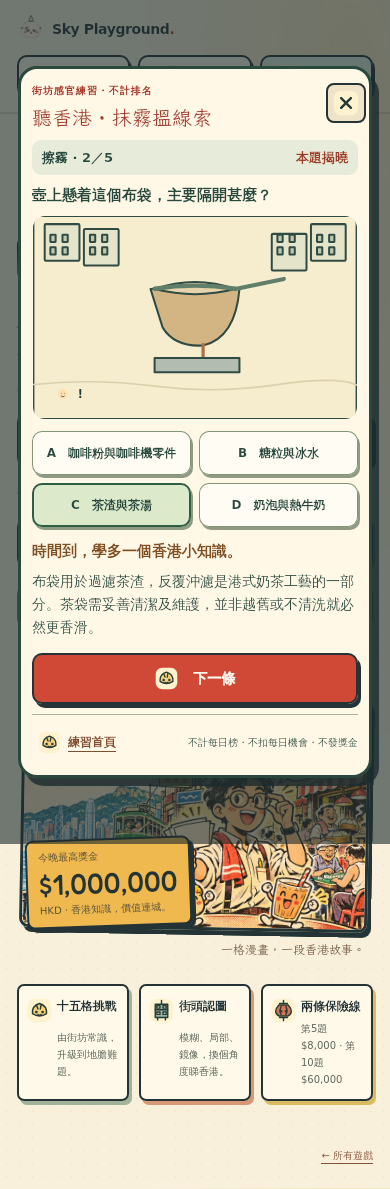 Sky Playground.
街坊感官練習・不計排名
聽香港・抹霧搵線索
擦霧・2／5
本題揭曉
壺上懸着這個布袋，主要隔開甚麼？
!
A 咖啡粉與咖啡機零件
B 糖粒與冰水
C 茶渣與茶湯
D 奶泡與熱牛奶
時間到，學多一個香港小知識。
布袋用於過濾茶渣，反覆沖濾是港式奶茶工藝的一部
分。茶袋需妥善清潔及維護，並非越舊或不清洗就必
然更香滑。
下一條
練習首頁
不計每日榜・不扣每日機會・不發獎金
今晚最高獎金
$1,000,000
HKD・香港知識，價值連城。
一格漫畫，一段香港故事。
十五格挑戰
由街坊常識，
升級到地膽難
題。
街頭認圖
模糊、局部、
鏡像，換個角
度睇香港。
兩條保險線
第5題
$8,000 · 第
10題
$60,000
← 所有遊戲